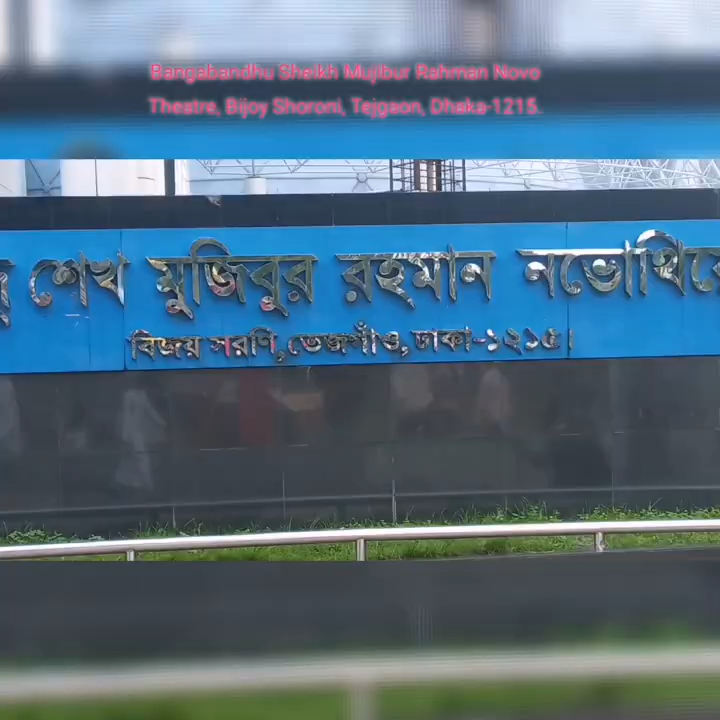 Bangabandhu Sheikh Mujibur Rahman Novo
Theatre, Bijoy Shoroni, Tejgaon, Dhaka-1215.
শেখ মুজিবুর রহমান নভোথিয়ে
বিজয় সরণি, তেজগাঁও, ঢাকা-১২১৫।